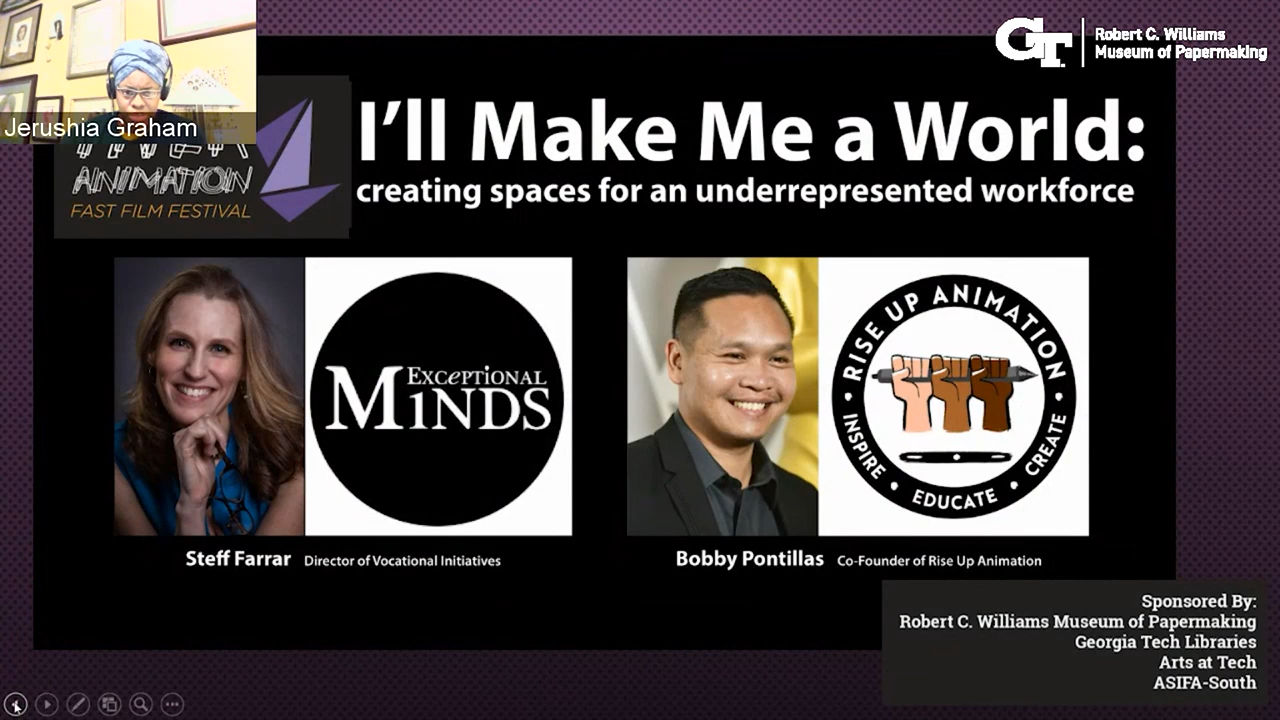 Robert C. Williams
Museum of Papermaking
GT
Jerushia Graham
ANIMATION
FAST FILM FESTIVAL
I'll Make Me a World:
creating spaces for an underrepresented workforce
EXCEPTIONAL
MINDS
RISE UP ANIMATION
INSPIRE • EDUCATE • CREATE
Steff Farrar Director of Vocational Initiatives
Bobby Pontillas Co-Founder of Rise Up Animation
Sponsored By:
Robert C. Williams Museum of Papermaking
Georgia Tech Libraries
Arts at Tech
ASIFA-South